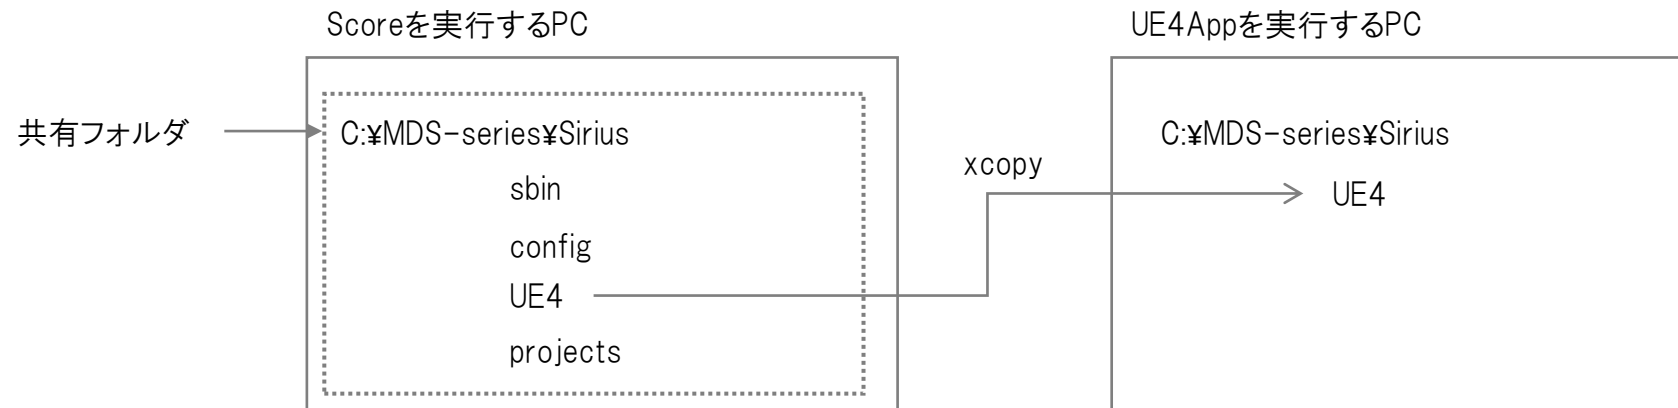 Scoreを実行するPC
UE4Appを実行するPC
共有フォルダ
C:¥MDS-series¥Sirius
sbin
config
UE4
projects
xcopy
C:¥MDS-series¥Sirius
UE4